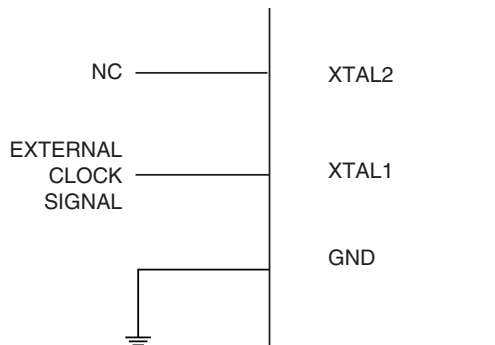 NC
XTAL2
EXTERNAL
CLOCK
SIGNAL
XTAL1
GND